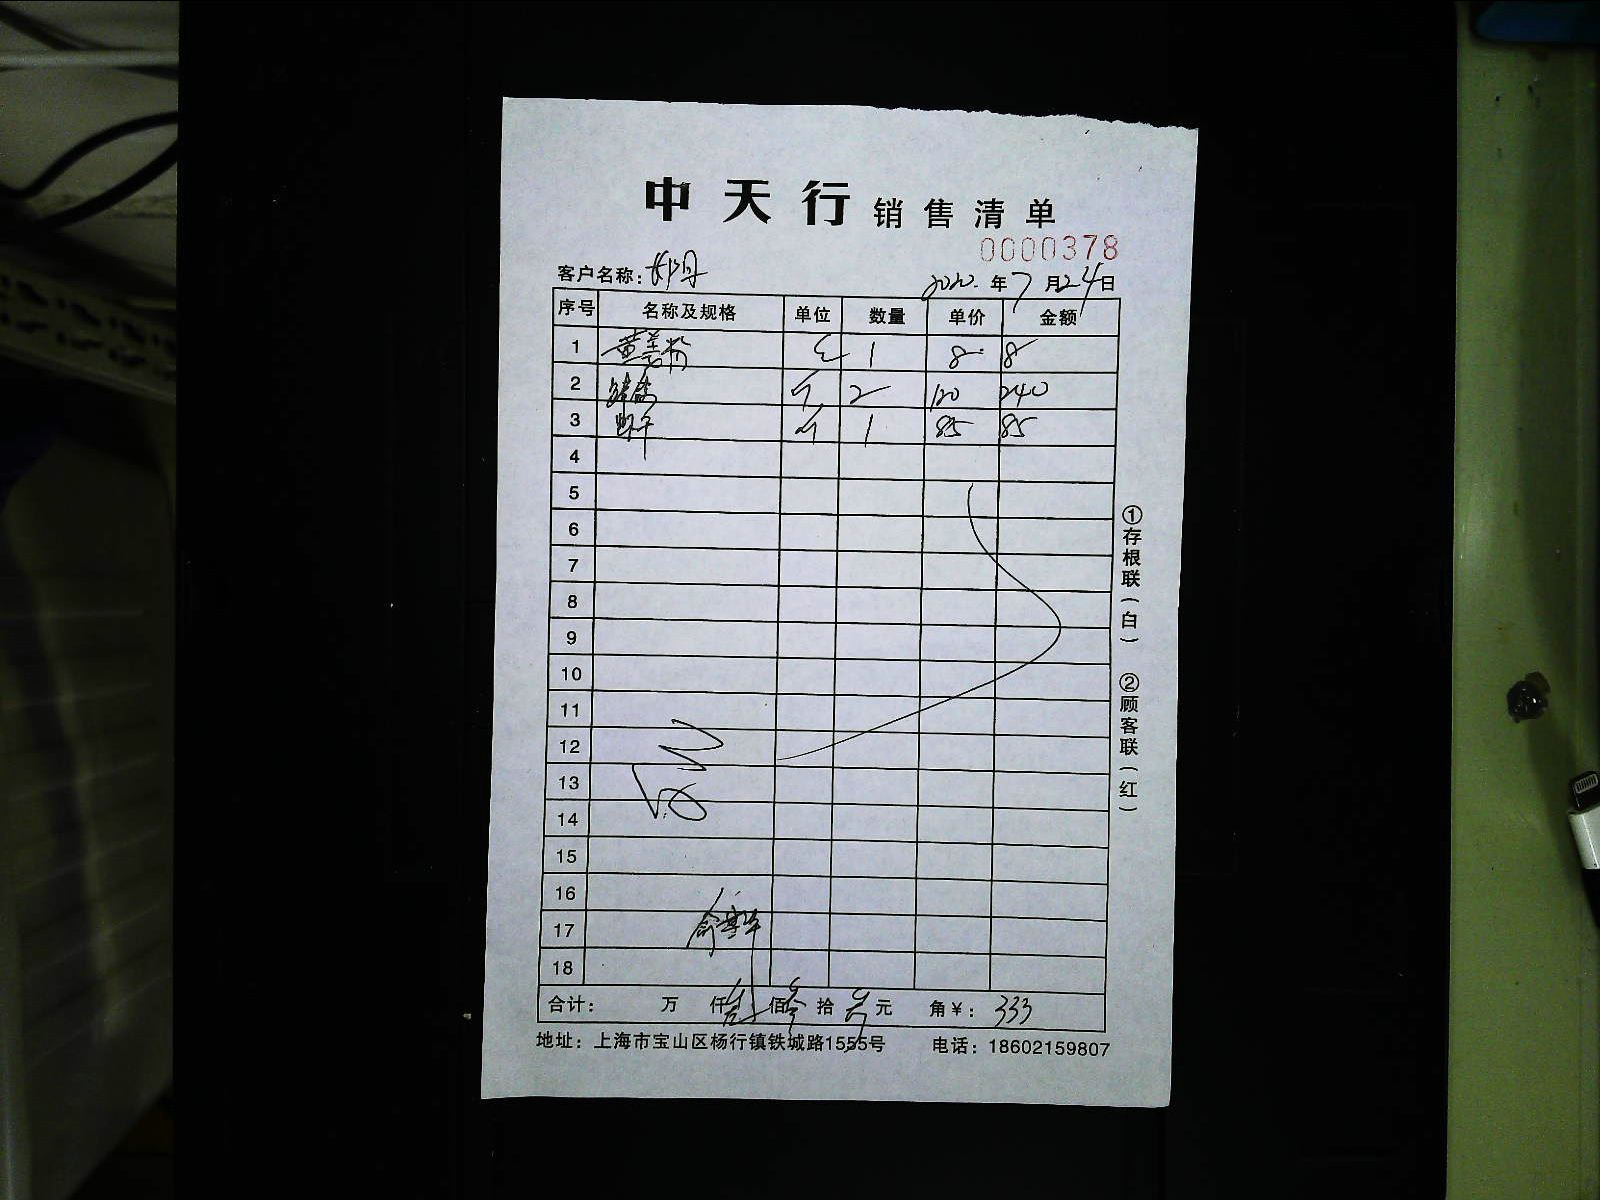 中天行 销售清单
0000378
客户名称:
2020 年 7 月 24 日
序号 名称及规格 单位 数量 单价 金额
1 黄姜粉 1 8 8
2 2 120 240
3 1 85 85
4
5
6
7
8
9
10
11
12
13
14
15
16
17
18
合计: 万 仟 佰 拾 元 角 ¥: 333
地址: 上海市宝山区杨行镇铁城路1555号 电话: 18602159807
①存根联(白) ②顾客联(红)